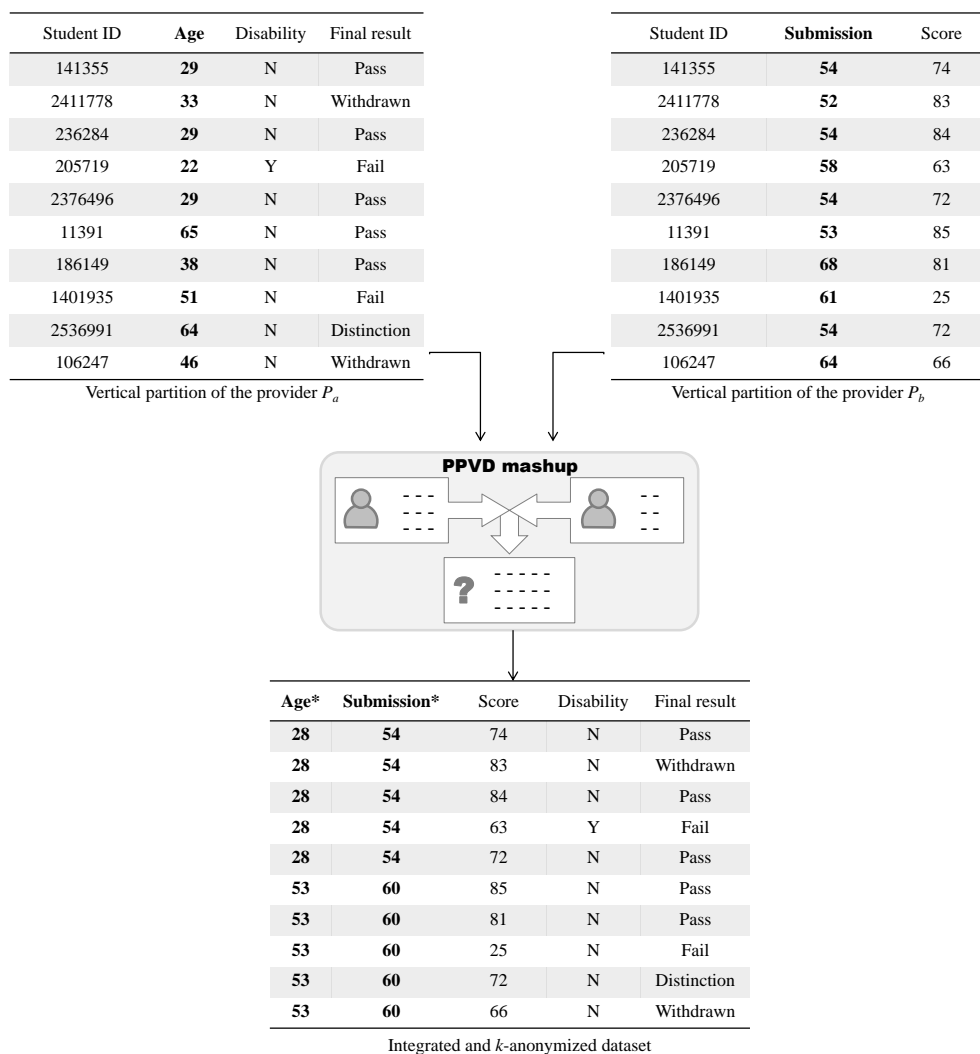 Student ID Age Disability Final result
141355 29 N Pass
2411778 33 N Withdrawn
236284 29 N Pass
205719 22 Y Fail
2376496 29 N Pass
11391 65 N Pass
186149 38 N Pass
1401935 51 N Fail
2536991 64 N Distinction
106247 46 N Withdrawn
Vertical partition of the provider Pa
Student ID Submission Score
141355 54 74
2411778 52 83
236284 54 84
205719 58 63
2376496 54 72
11391 53 85
186149 68 81
1401935 61 25
2536991 54 72
106247 64 66
Vertical partition of the provider Pb
PPVD mashup
?
Age* Submission* Score Disability Final result
28 54 74 N Pass
28 54 83 N Withdrawn
28 54 84 N Pass
28 54 63 Y Fail
28 54 72 N Pass
53 60 85 N Pass
53 60 81 N Pass
53 60 25 N Fail
53 60 72 N Distinction
53 60 66 N Withdrawn
Integrated and k-anonymized dataset